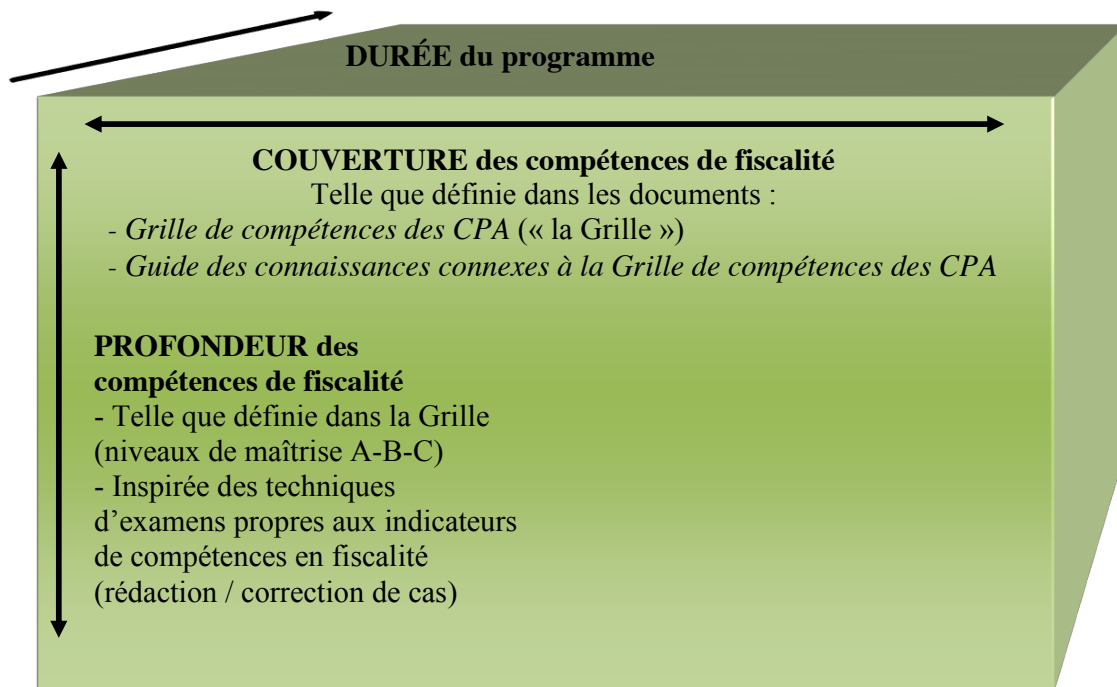 DURÉE du programme
COUVERTURE des compétences de fiscalité
Telle que définie dans les documents :
- Grille de compétences des CPA (« la Grille »)
- Guide des connaissances connexes à la Grille de compétences des CPA
PROFONDEUR des
compétences de fiscalité
- Telle que définie dans la Grille
(niveaux de maîtrise A-B-C)
- Inspirée des techniques
d’examens propres aux indicateurs
de compétences en fiscalité
(rédaction / correction de cas)